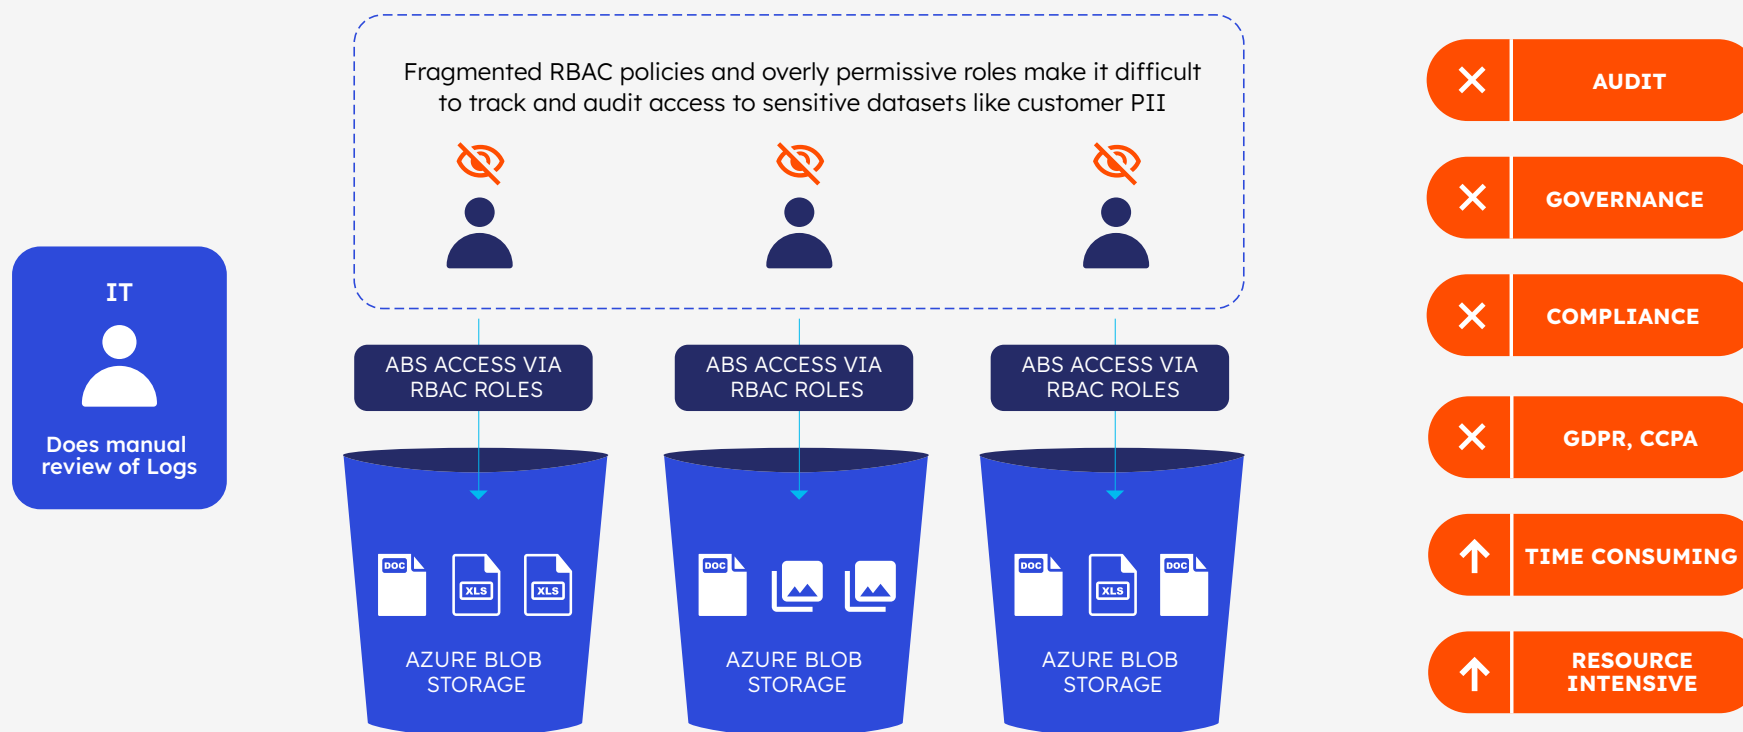 Fragmented RBAC policies and overly permissive roles make it difficult
to track and audit access to sensitive datasets like customer PII
IT
Does manual
review of Logs
ABS ACCESS VIA
RBAC ROLES
ABS ACCESS VIA
RBAC ROLES
ABS ACCESS VIA
RBAC ROLES
DOC
XLS
XLS
AZURE BLOB
STORAGE
DOC
AZURE BLOB
STORAGE
DOC
XLS
DOC
AZURE BLOB
STORAGE
AUDIT
GOVERNANCE
COMPLIANCE
GDPR, CCPA
TIME CONSUMING
RESOURCE
INTENSIVE